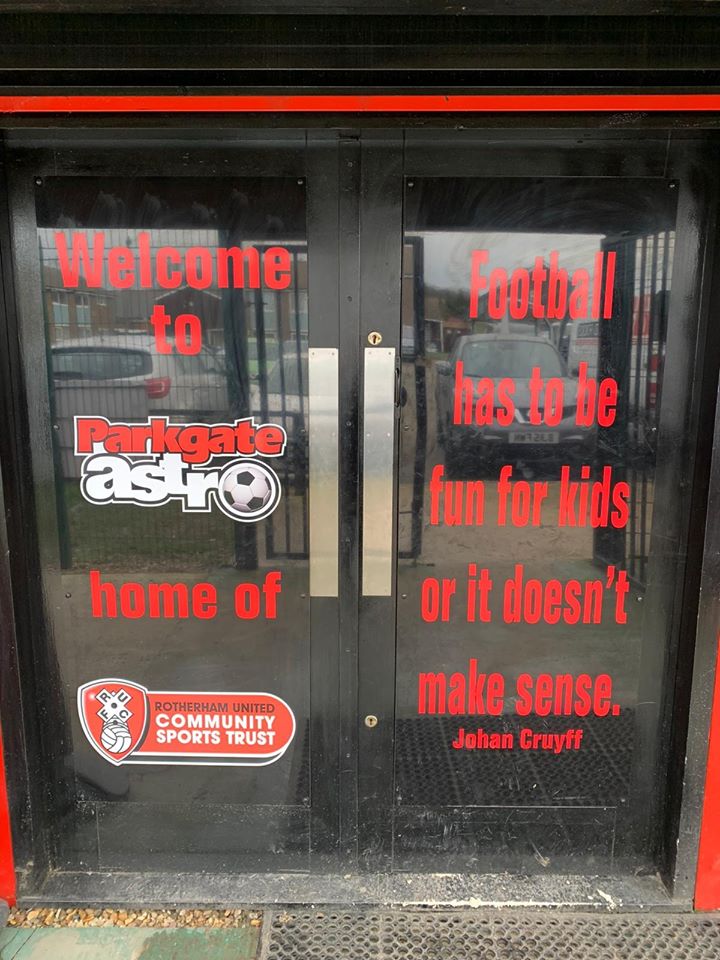 Welcome
to
Parkgate
astro
home of
R
U
F
C
ROTHERHAM UNITED
COMMUNITY
SPORTS TRUST
Football
has to be
fun for kids
or it doesn't
make sense.
Johan Cruyff